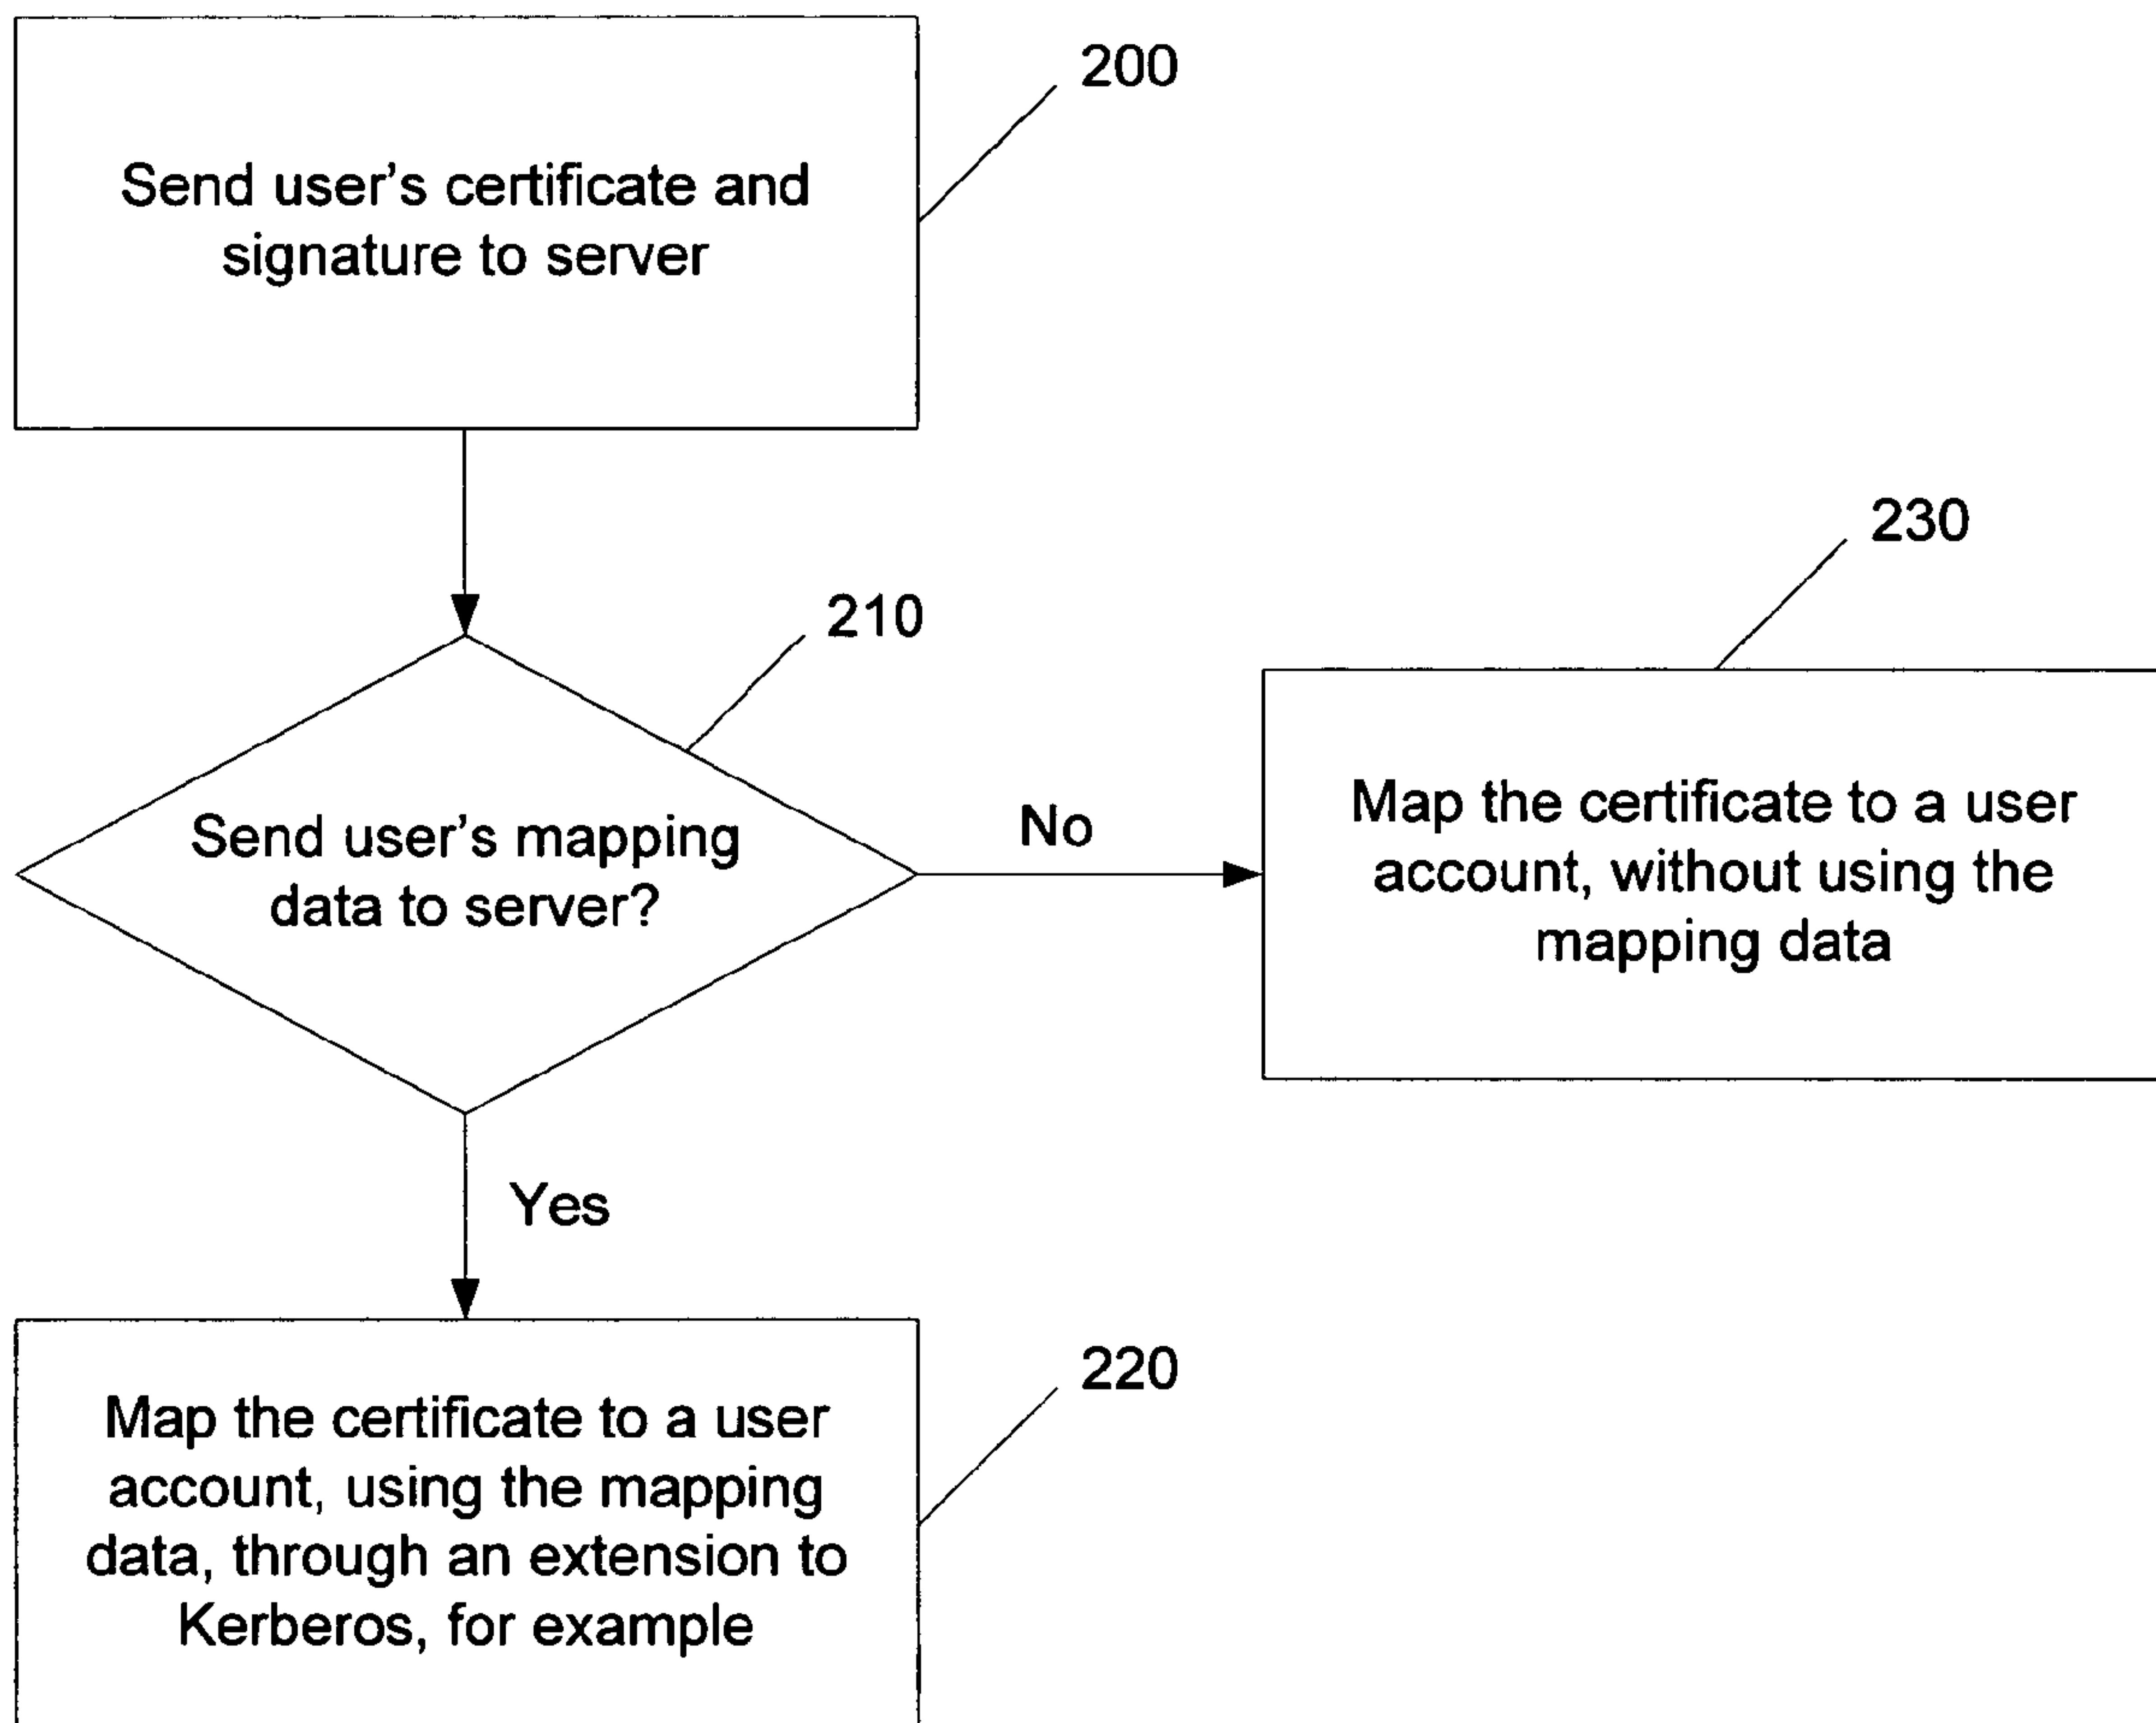 200
Send user's certificate and
signature to server
210
Send user's mapping
data to server?
No
230
Map the certificate to a user
account, without using the
mapping data
Yes
220
Map the certificate to a user
account, using the mapping
data, through an extension to
Kerberos, for example